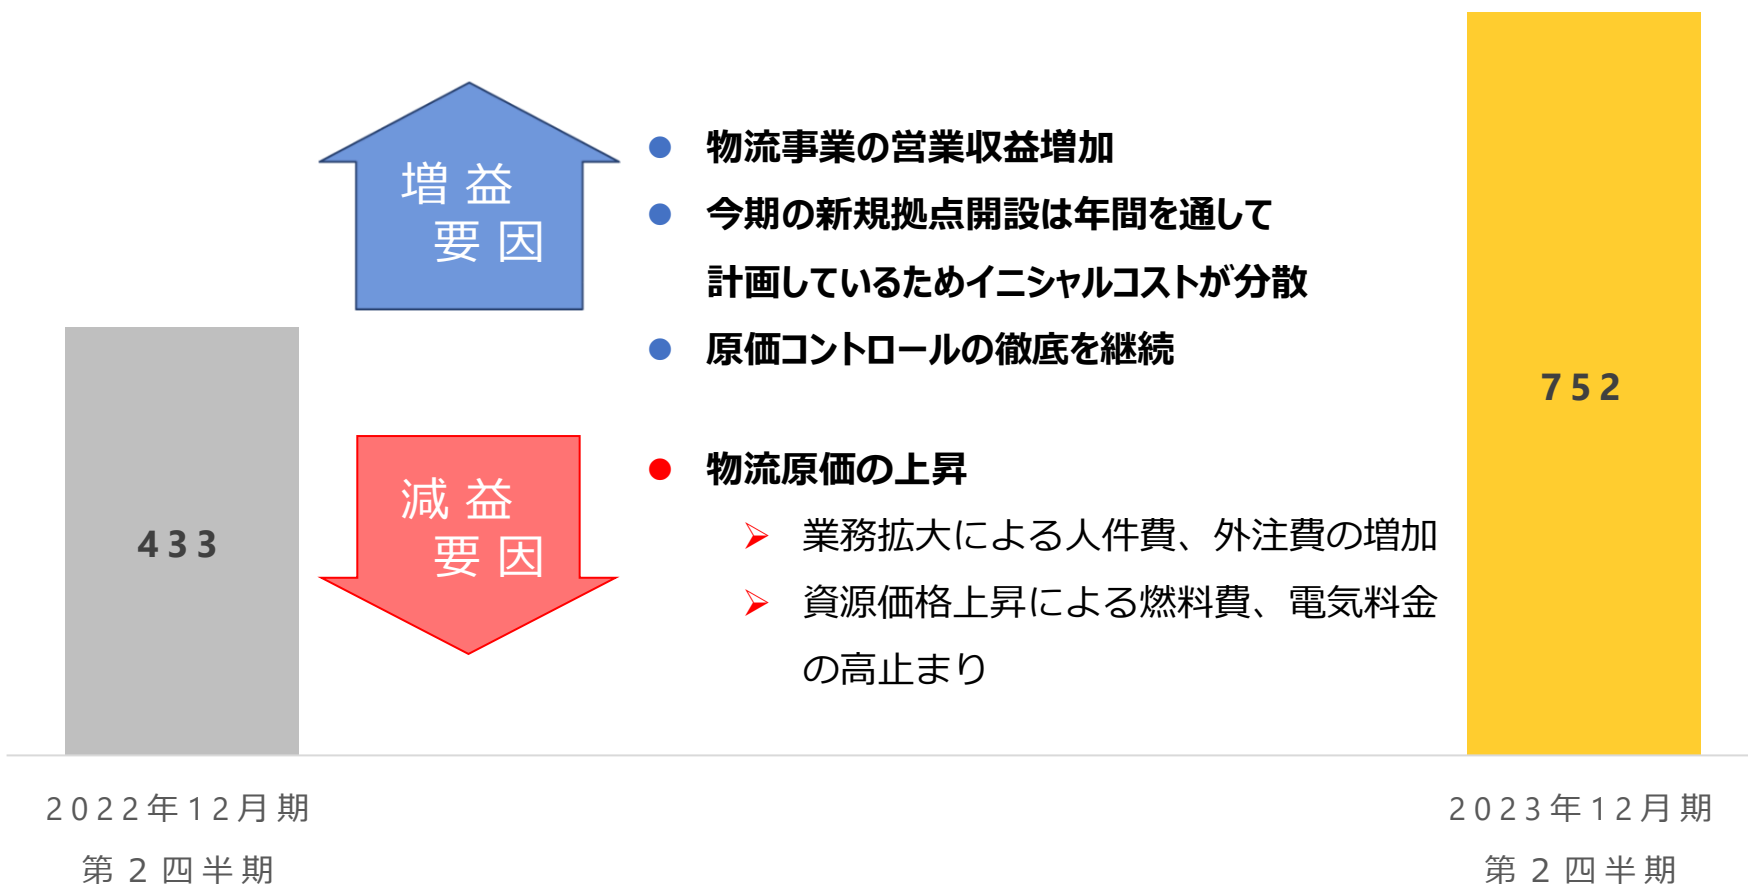 増益
要因
物流事業の営業収益増加
今期の新規拠点開設は年間を通して
計画しているためイニシャルコストが分散
原価コントロールの徹底を継続
減益
要因
物流原価の上昇
業務拡大による人件費、外注費の増加
資源価格上昇による燃料費、電気料金
の高止まり
433
752
2022年12月期
第2四半期
2023年12月期
第2四半期